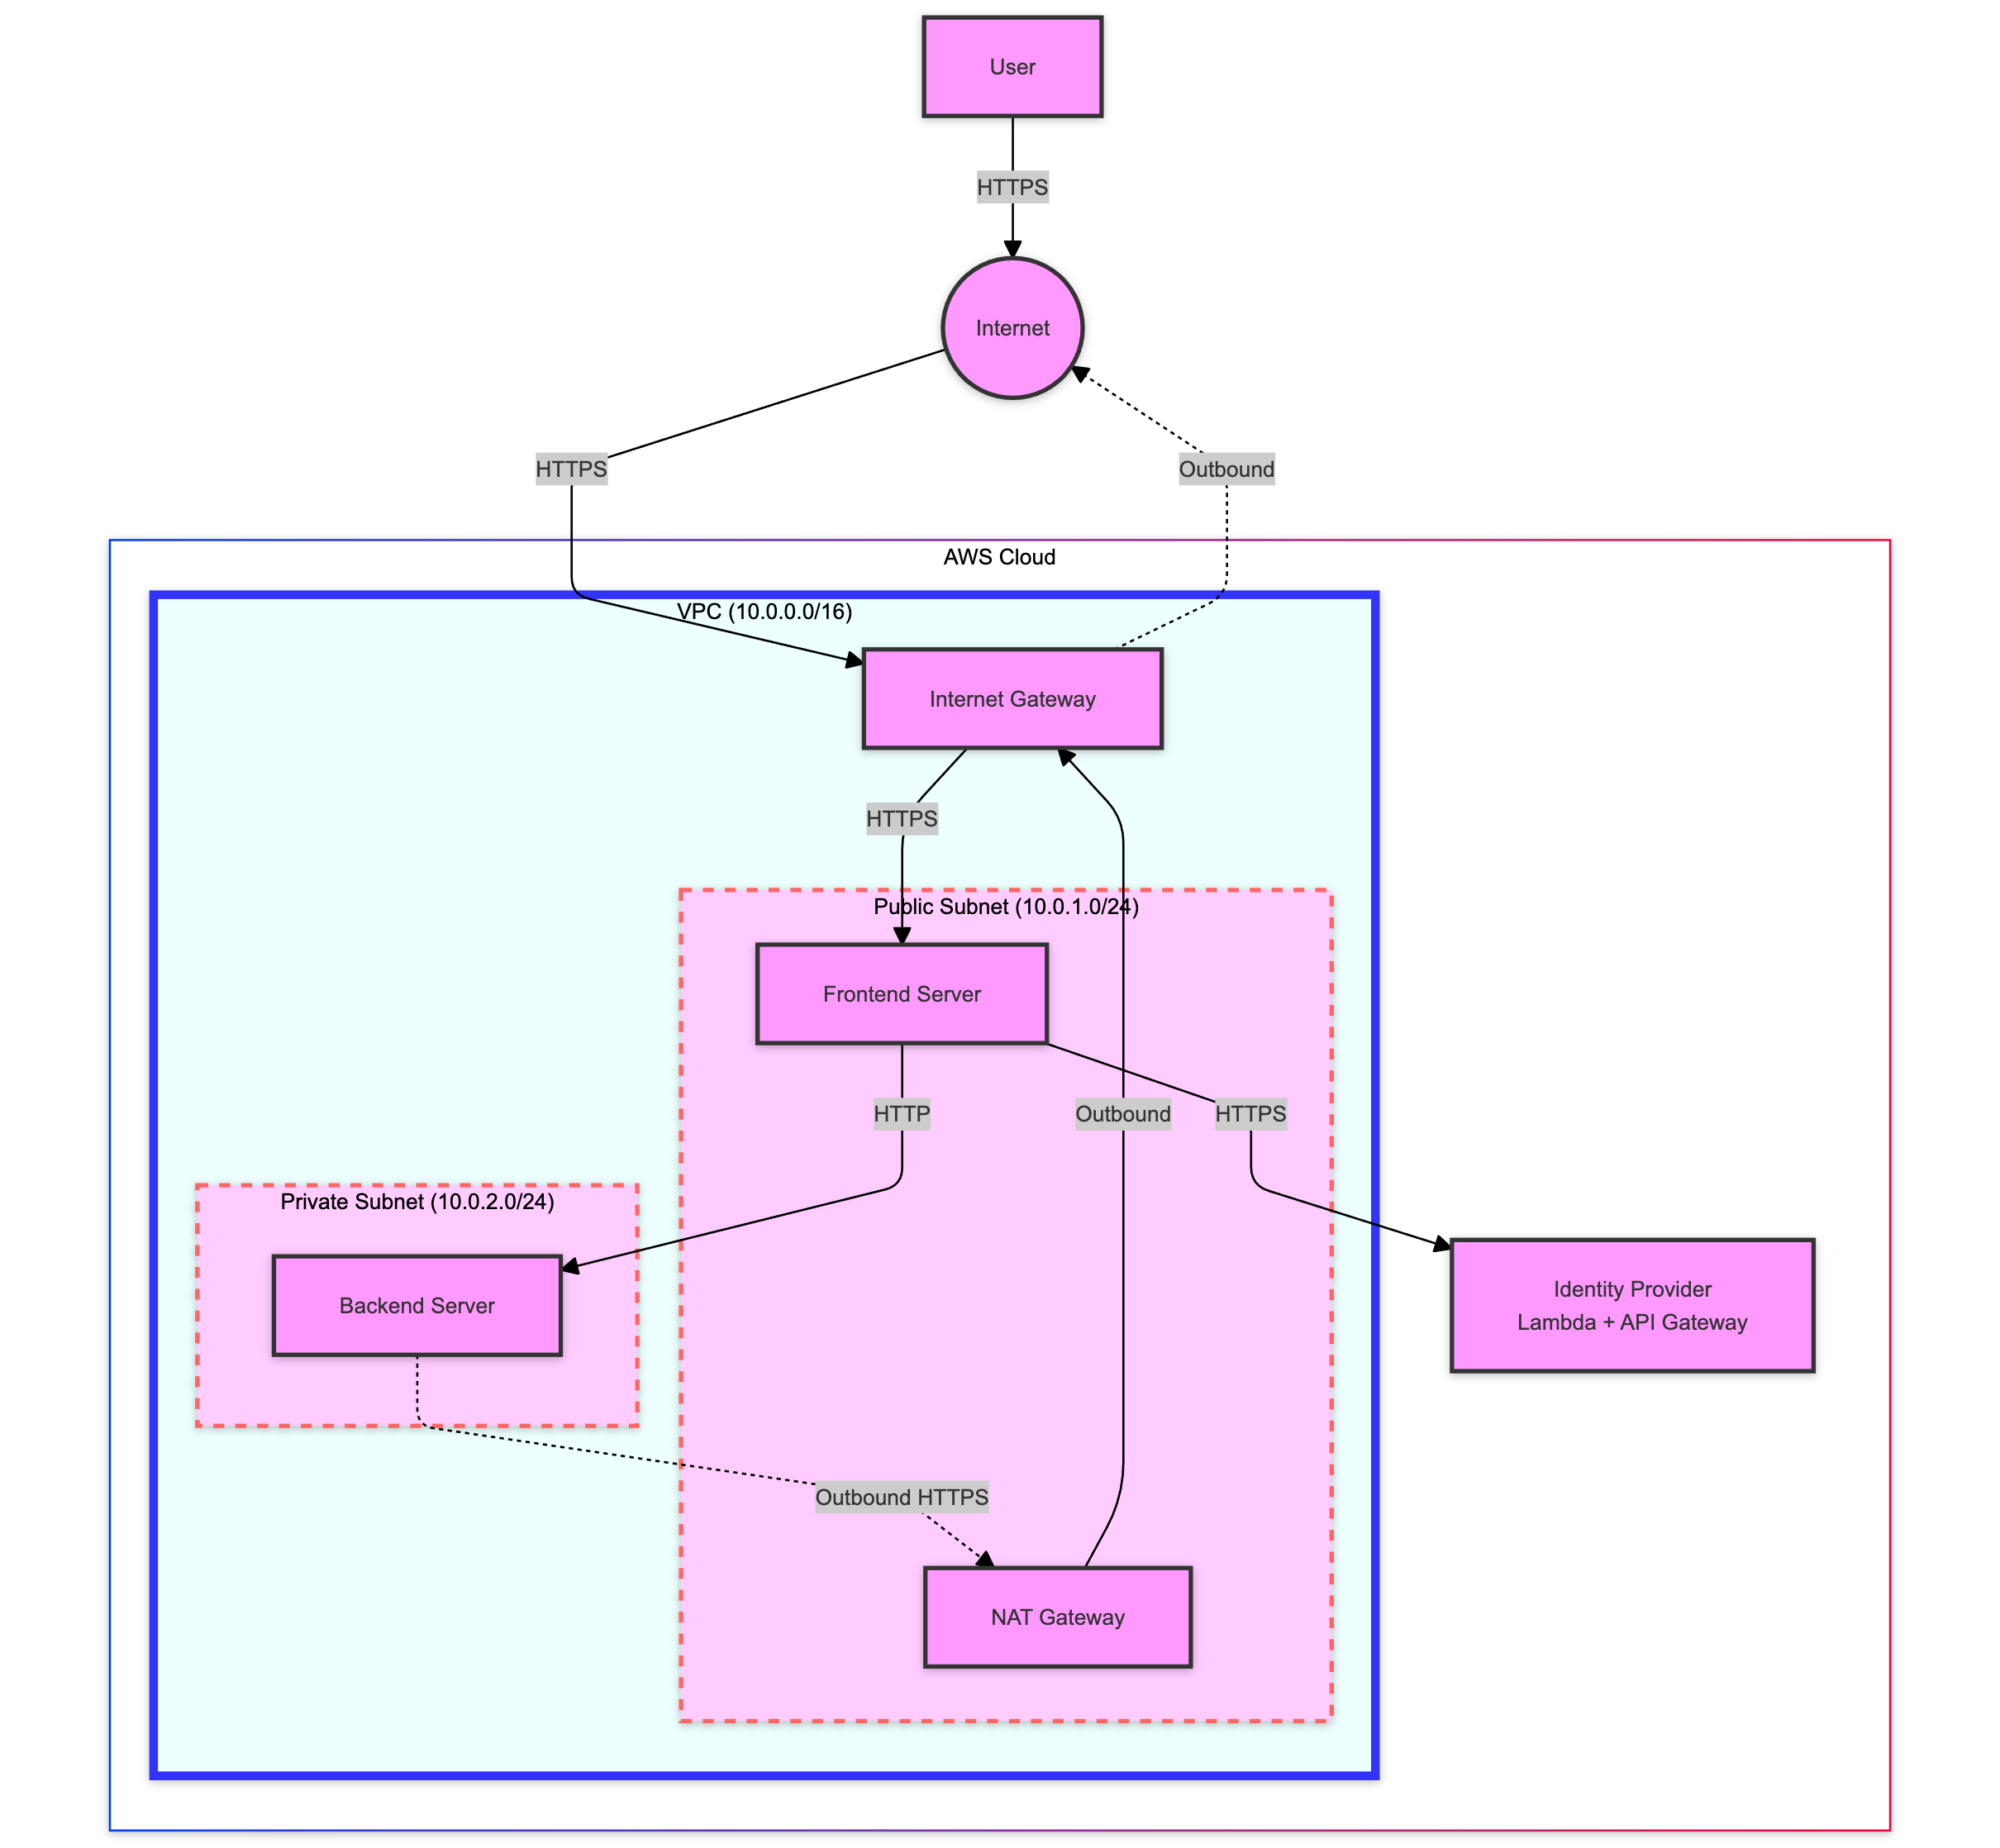 User
HTTPS
Internet
HTTPS
Outbound
AWS Cloud
VPC (10.0.0.0/16)
Internet Gateway
HTTPS
Public Subnet (10.0.1.0/24)
Frontend Server
HTTP
Outbound
HTTPS
Private Subnet (10.0.2.0/24)
Backend Server
Identity Provider
Lambda + API Gateway
Outbound HTTPS
NAT Gateway